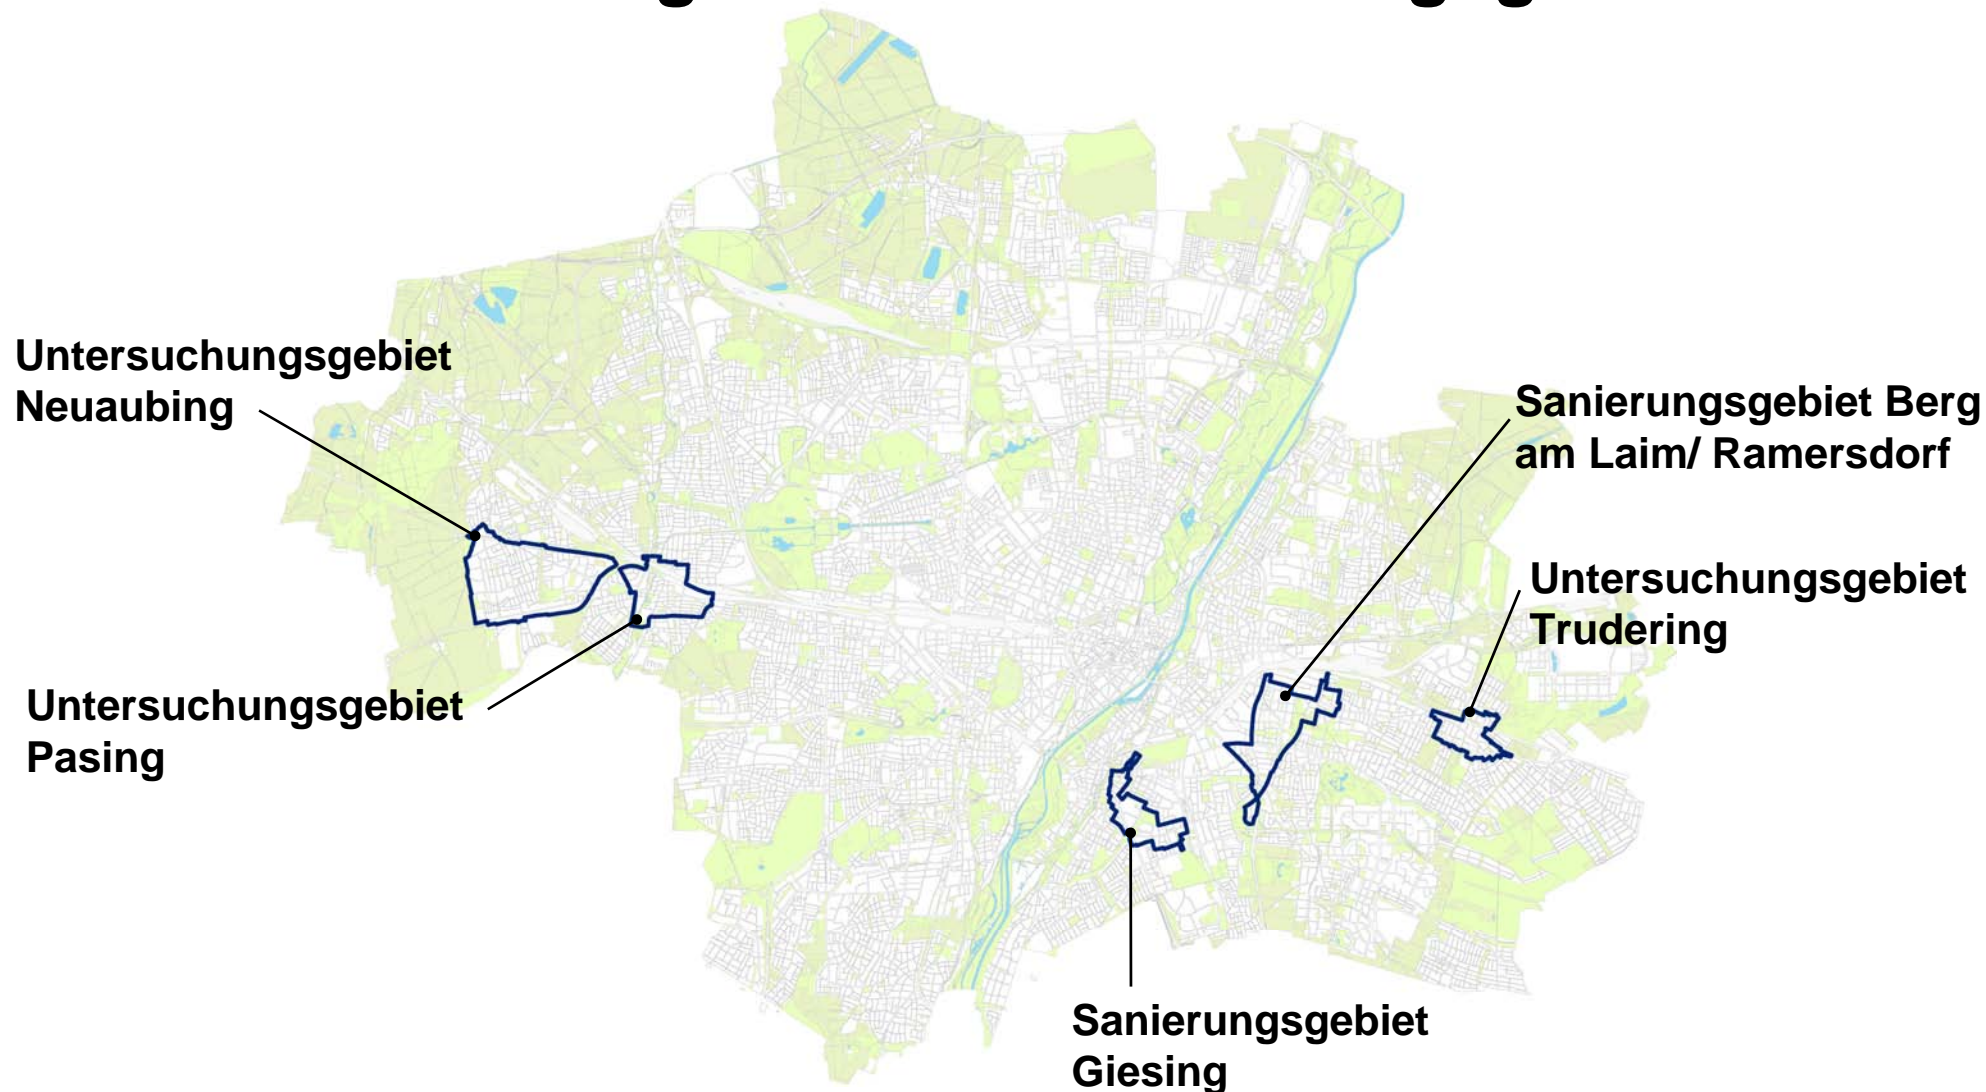 Untersuchungsgebiet
Neuaubing
Sanierungsgebiet Berg
am Laim/ Ramersdorf
Untersuchungsgebiet
Trudering
Untersuchungsgebiet
Pasing
Sanierungsgebiet
Giesing